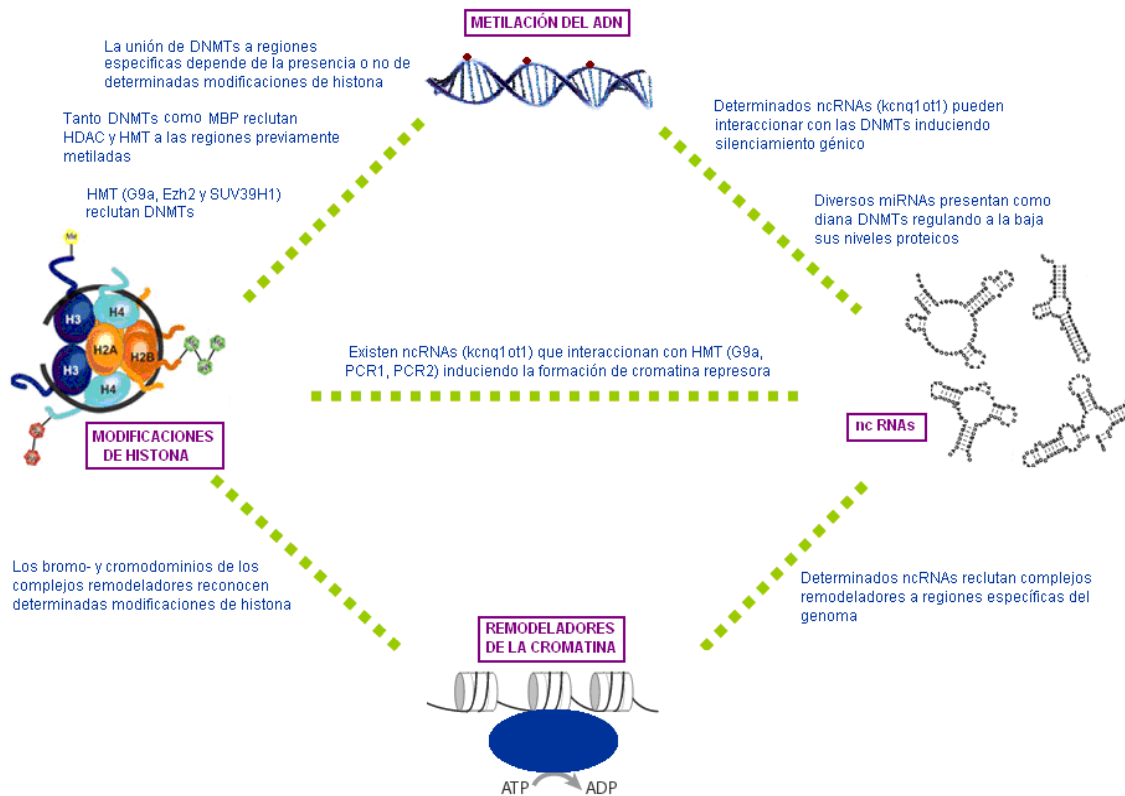 METILACIÓN DEL ADN
La unión de DNMTs a regiones
especificas depende de la presencia o no de
determinadas modificaciones de histona
Tanto DNMTs como MBP reclutan
HDAC y HMT a las regiones previamente
metiladas
HMT (G9a, Ezh2 y SUV39H1)
reclutan DNMTs
Determinados ncRNAs (kcnq1ot1) pueden
interaccionar con las DNMTs induciendo
silenciamiento génico
Diversos miRNAs presentan como
diana DNMTs regulando a la baja
sus niveles proteicos
Me
H3
H4
H2A
H2B
H3
H4
Existen ncRNAs (kcnq1ot1) que interaccionan con HMT (G9a,
PCR1, PCR2) induciendo la formación de cromatina represora
MODIFICACIONES
DE HISTONA
nc RNAs
Los bromo- y cromodominios de los
complejos remodeladores reconocen
determinadas modificaciones de histona
Determinados ncRNAs reclutan complejos
remodeladores a regiones específicas del
genoma
REMODELADORES
DE LA CROMATINA
ATP
ADP